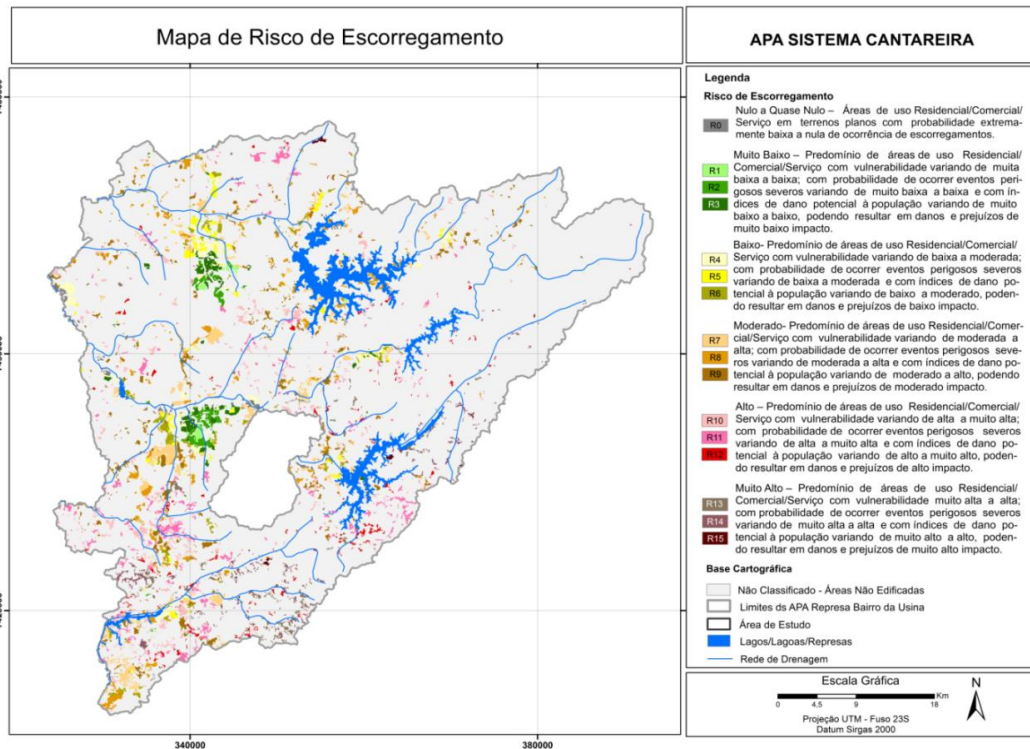 Mapa de Risco de Escorregamento
340000
380000
APA SISTEMA CANTAREIRA
Legenda
Risco de Escorregamento
Nulo a Quase Nulo – Áreas de uso Residencial/Comercial/
R0 Serviço em terrenos planos com probabilidade extrema-
mente baixa a nula de ocorrência de escorregamentos.
Muito Baixo – Predomínio de áreas de uso Residencial/
R1 Comercial/Serviço com vulnerabilidade variando de muita
baixa a baixa; com probabilidade de ocorrer eventos peri-
R2 gosos severos variando de muito baixa a baixa e com ín-
R3 dices de dano potencial à população variando de muito
baixo a baixo, podendo resultar em danos e prejuízos de
muito baixo impacto.
Baixo- Predomínio de áreas de uso Residencial/Comercial/
R4 Serviço com vulnerabilidade variando de baixa a moderada;
R5 com probabilidade de ocorrer eventos perigosos severos
variando de baixa a moderada e com índices de dano po-
R6 tencial à população variando de baixo a moderado, poden-
do resultar em danos e prejuízos de baixo impacto.
Moderado- Predomínio de áreas de uso Residencial/Comer-
R7 cial/Serviço com vulnerabilidade variando de moderada a
R8 alta; com probabilidade de ocorrer eventos perigosos seve-
ros variando de moderada a alta e com índices de dano po-
R9 tencial à população variando de moderado a alto, podendo
resultar em danos e prejuízos de moderado impacto.
Alto – Predomínio de áreas de uso Residencial/Comercial/
R10 Serviço com vulnerabilidade variando de alta a muito alta;
R11 com probabilidade de ocorrer eventos perigosos severos
variando de alta a muito alta e com índices de dano po-
R12 tencial à população variando de alto a muito alto, poden-
do resultar em danos e prejuízos de alto impacto.
Muito Alto – Predomínio de áreas de uso Residencial/
R13 Comercial/Serviço com vulnerabilidade muito alta a alta;
R14 com probabilidade de ocorrer eventos perigosos severos
variando de muito alta a alta e com índices de dano po-
R15 tencial à população variando de muito alto a alto, poden-
do resultar em danos e prejuízos de muito alto impacto.
Base Cartográfica
Não Classificado - Áreas Não Edificadas
Limites ds APA Represa Bairro da Usina
Área de Estudo
Lagos/Lagoas/Represas
Rede de Drenagem
Escala Gráfica
N
Km
0 4,5 9 18
Projeção UTM - Fuso 23S
Datum Sirgas 2000